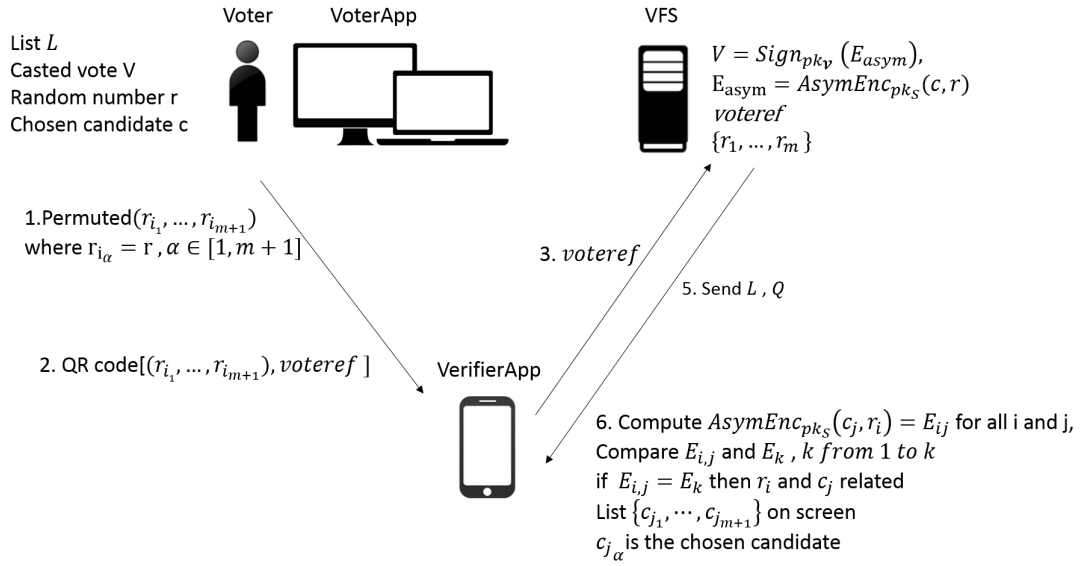 Voter
VoterApp
VFS
List L
Casted vote V
Random number r
Chosen candidate c
V = Sign_{pk_v} (E_{asym}),
E_{asym} = AsymEnc_{pk_S}(c, r)
voteref
{r_1, …, r_m }
1.Permuted(r_{i_1}, …, r_{i_{m+1}})
where r_{i_α} = r , α ∈ [1, m + 1]
3. voteref
5. Send L , Q
2. QR code[(r_{i_1}, …, r_{i_{m+1}}), voteref ]
VerifierApp
6. Compute AsymEnc_{pk_S}(c_j, r_i) = E_{ij} for all i and j,
Compare E_{i,j} and E_k , k from 1 to k
if E_{i,j} = E_k then r_i and c_j related
List {c_{j_1}, ⋯, c_{j_{m+1}}} on screen
c_{j_α} is the chosen candidate